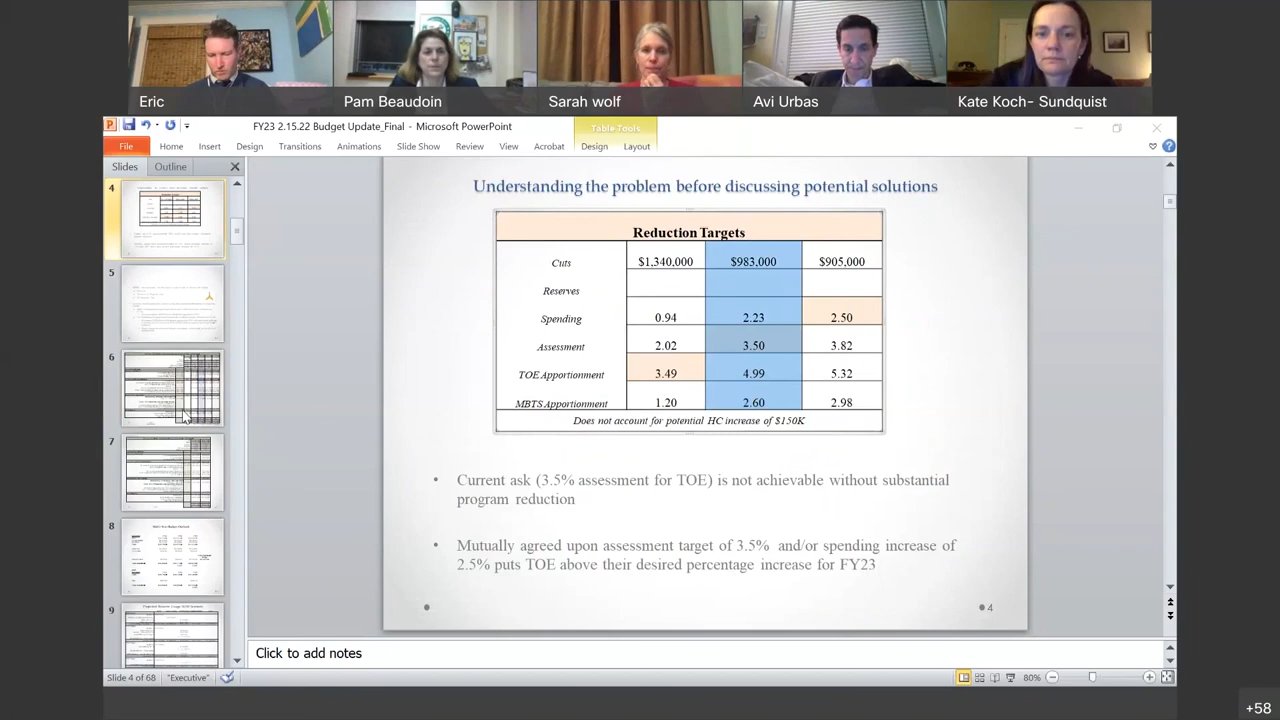 Eric
Pam Beaudoin
Sarah wolf
Avi Urbas
Kate Koch- Sundquist
FY23 2.15.22 Budget Update_Final - Microsoft PowerPoint
Table Tools
File Home Insert Design Transitions Animations Slide Show Review View Acrobat Design Layout
Slides Outline
4
5
6
7
8
9
Understanding the problem before discussing potential solutions
Reduction Targets
Cuts $1,340,000 $983,000 $905,000
Reserves
Spending 0.94 2.23 2.50
Assessment 2.02 3.50 3.82
TOE Apportionment 3.49 4.99 5.32
MBTS Apportioment 1.20 2.60 2.98
Does not account for potential HC increase of $150K
• Current ask (3.5% assessment for TOE) is not achievable without substantial
program reduction
• Mutually agreed upon assessment target of 3.5% and/or spending increase of
2.5% puts TOE above their desired percentage increase for FY23
4
Click to add notes
Slide 4 of 68 "Executive" 80%
+58